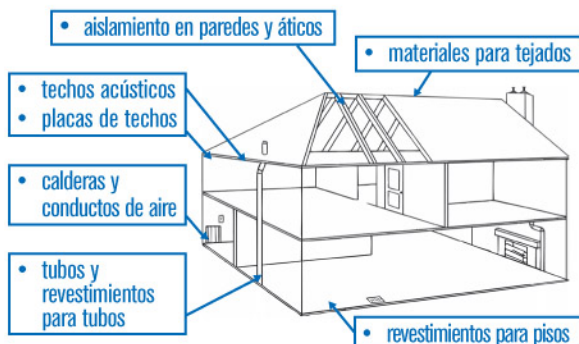 • aislamiento en paredes y áticos
• materiales para tejados
• techos acústicos
• placas de techos
• calderas y
conductos de aire
• tubos y
revestimientos
para tubos
• revestimientos para pisos